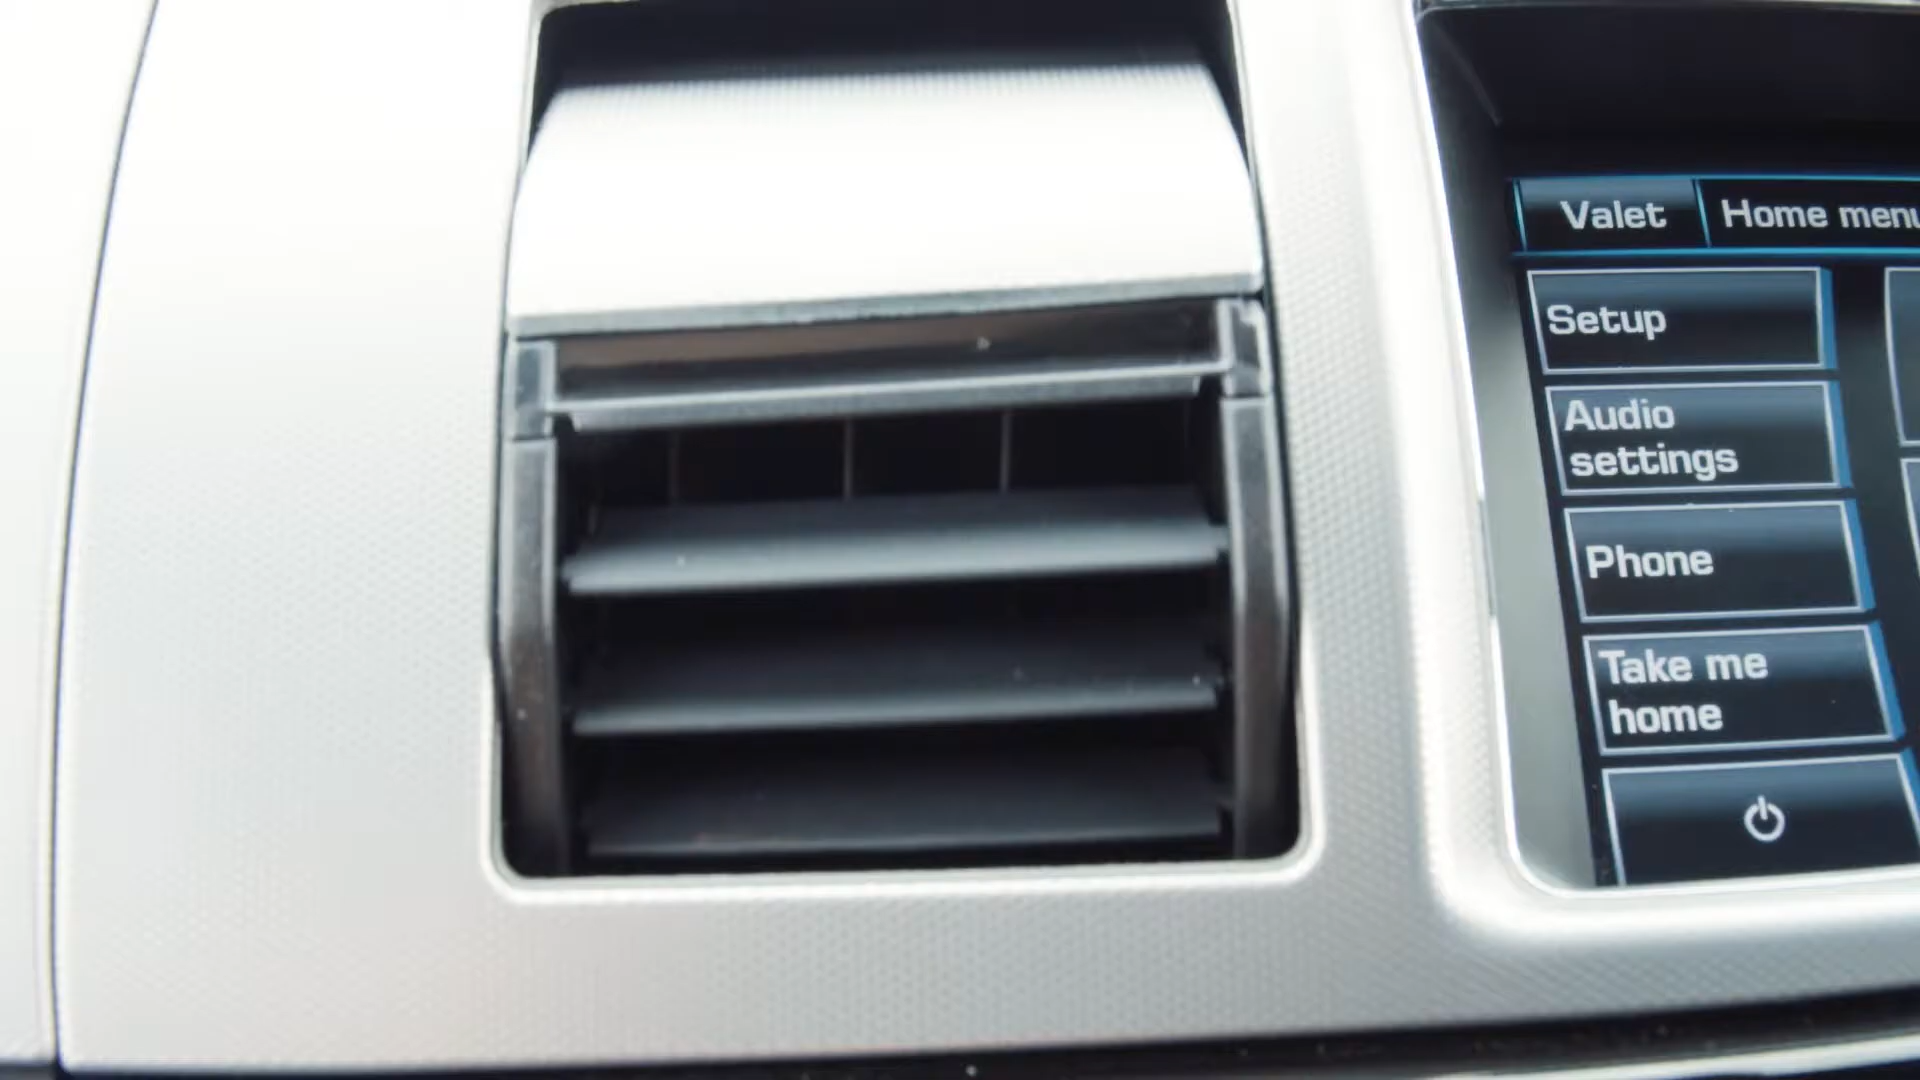 Valet
Home menu
Setup
Audio
settings
Phone
Take me
home